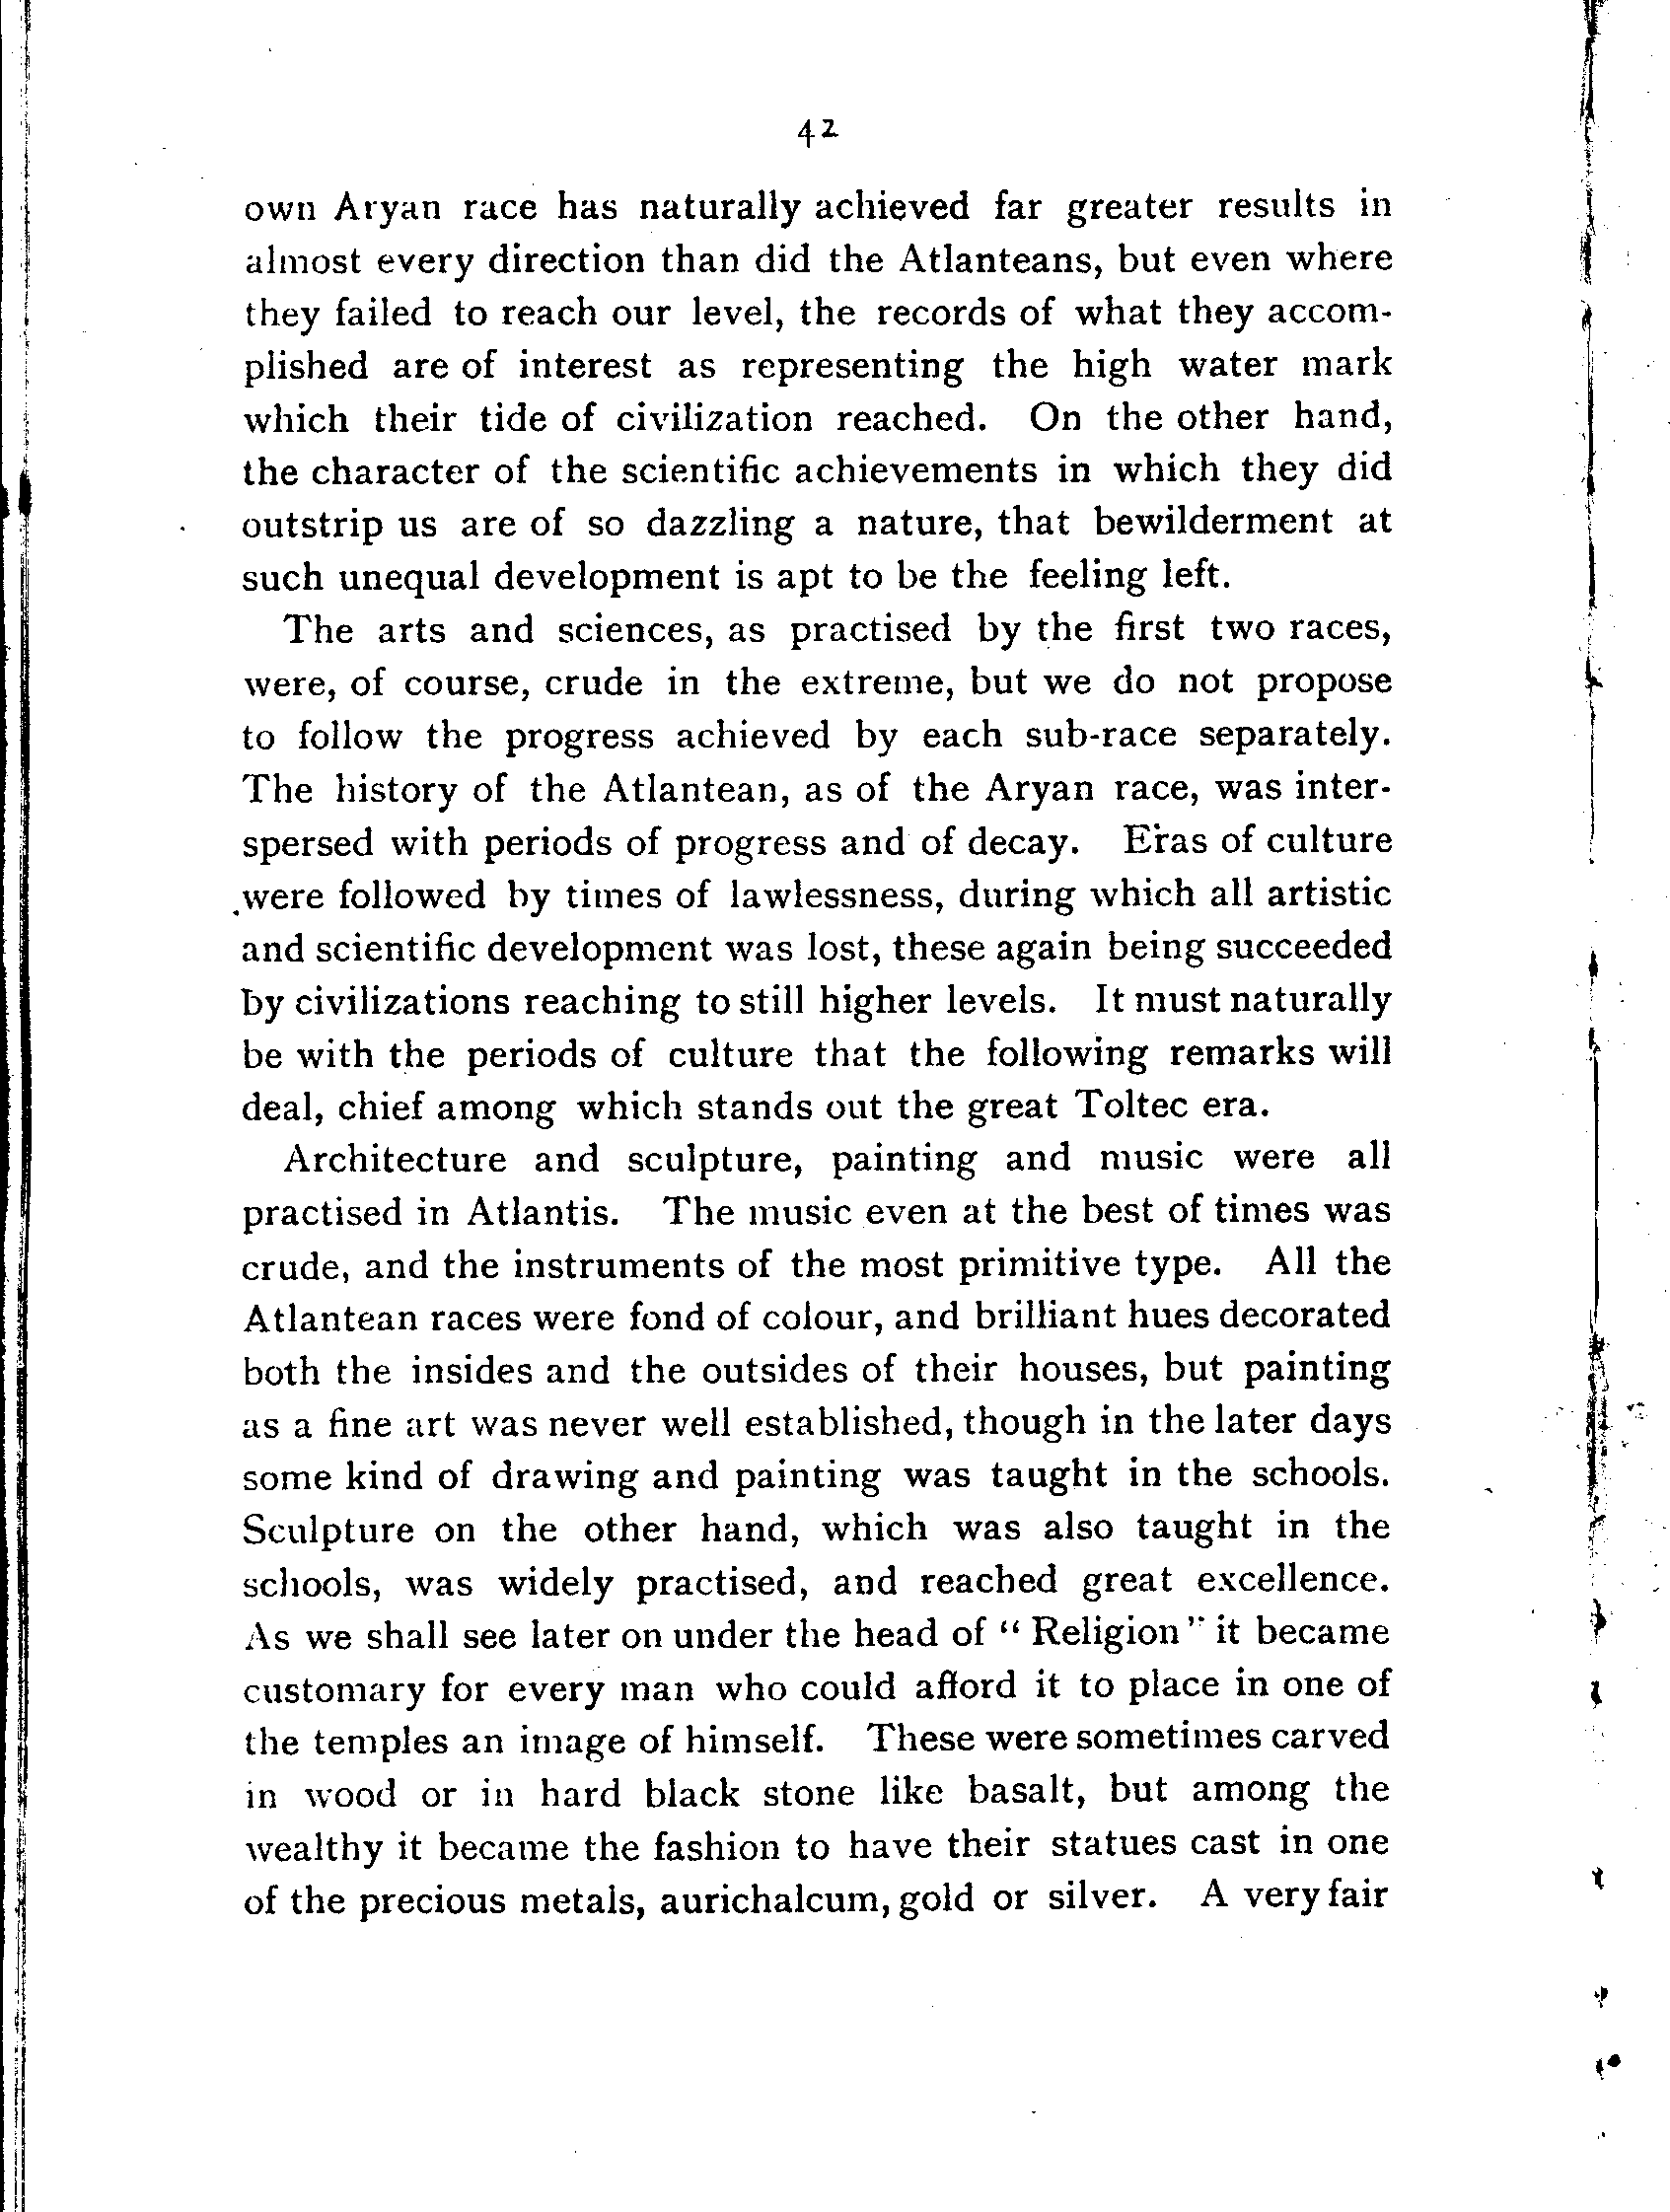 42
own Aryan race has naturally achieved far greater results in
almost every direction than did the Atlanteans, but even where
they failed to reach our level, the records of what they accom-
plished are of interest as representing the high water mark
which their tide of civilization reached. On the other hand,
the character of the scientific achievements in which they did
outstrip us are of so dazzling a nature, that bewilderment at
such unequal development is apt to be the feeling left.
The arts and sciences, as practised by the first two races,
were, of course, crude in the extreme, but we do not propose
to follow the progress achieved by each sub-race separately.
The history of the Atlantean, as of the Aryan race, was inter-
spersed with periods of progress and of decay. Eras of culture
were followed by times of lawlessness, during which all artistic
and scientific development was lost, these again being succeeded
by civilizations reaching to still higher levels. It must naturally
be with the periods of culture that the following remarks will
deal, chief among which stands out the great Toltec era.
Architecture and sculpture, painting and music were all
practised in Atlantis. The music even at the best of times was
crude, and the instruments of the most primitive type. All the
Atlantean races were fond of colour, and brilliant hues decorated
both the insides and the outsides of their houses, but painting
as a fine art was never well established, though in the later days
some kind of drawing and painting was taught in the schools.
Sculpture on the other hand, which was also taught in the
schools, was widely practised, and reached great excellence.
As we shall see later on under the head of “ Religion ” it became
customary for every man who could afford it to place in one of
the temples an image of himself. These were sometimes carved
in wood or in hard black stone like basalt, but among the
wealthy it became the fashion to have their statues cast in one
of the precious metals, aurichalcum, gold or silver. A very fair